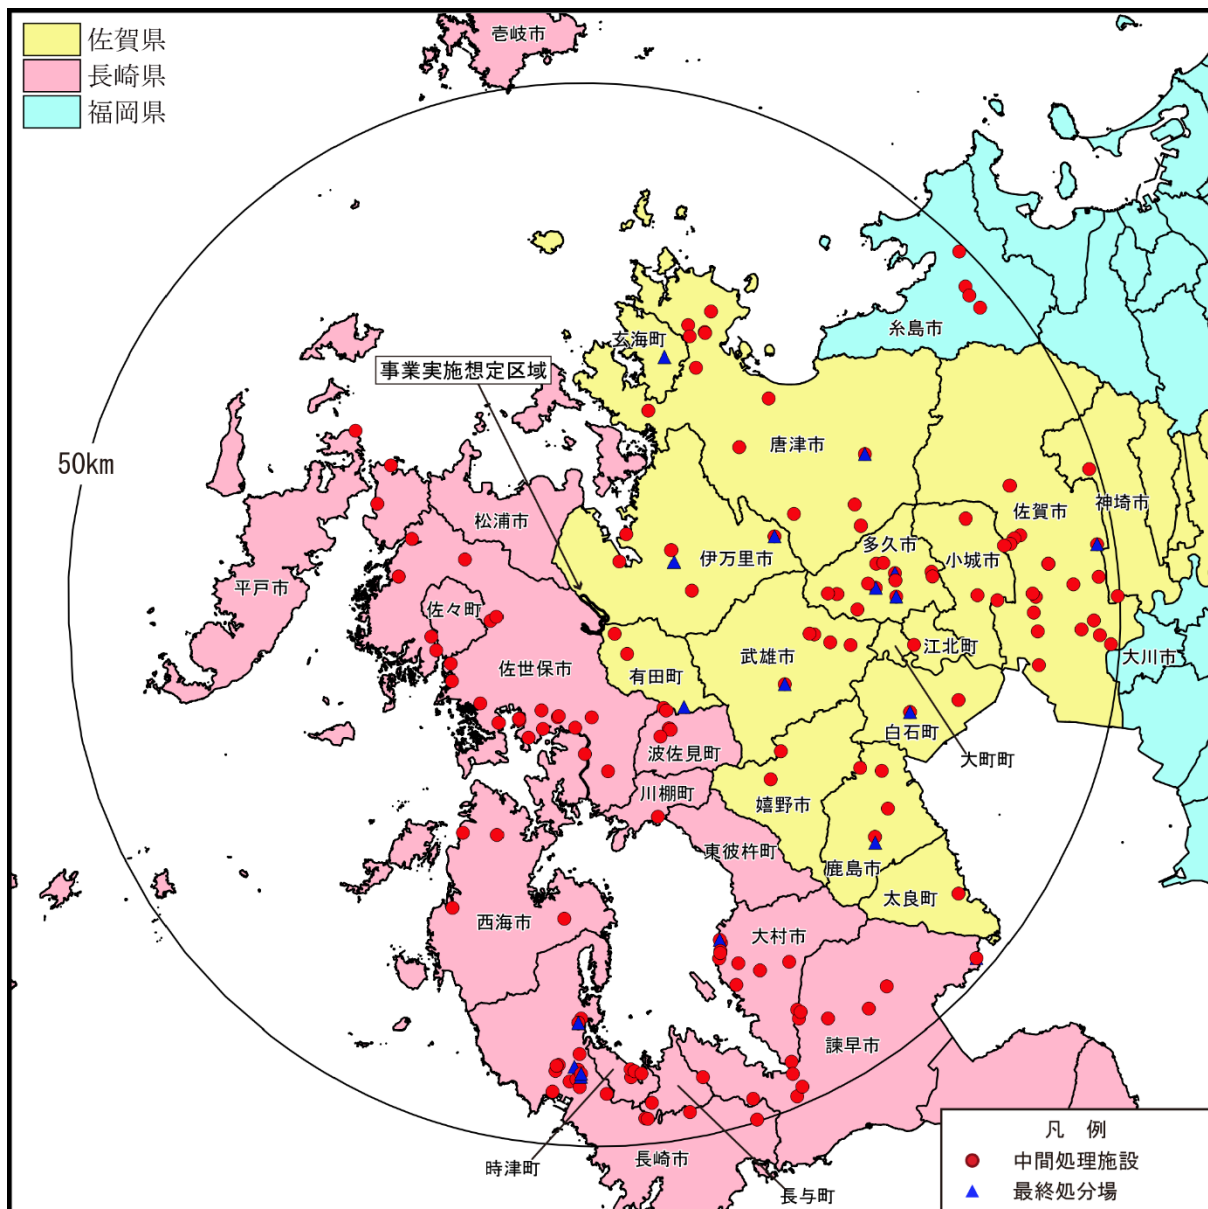 佐賀県
長崎県
福岡県
壱岐市
糸島市
玄海町
事業実施想定区域
唐津市
50km
松浦市
伊万里市
多久市
小城市
佐賀市
神埼市
平戸市
佐々町
佐世保市
有田町
武雄市
江北町
大川市
白石町
大町町
波佐見町
川棚町
嬉野市
東彼杵町
鹿島市
太良町
西海市
大村市
諫早市
時津町
長崎市
長与町
凡 例
中間処理施設
最終処分場